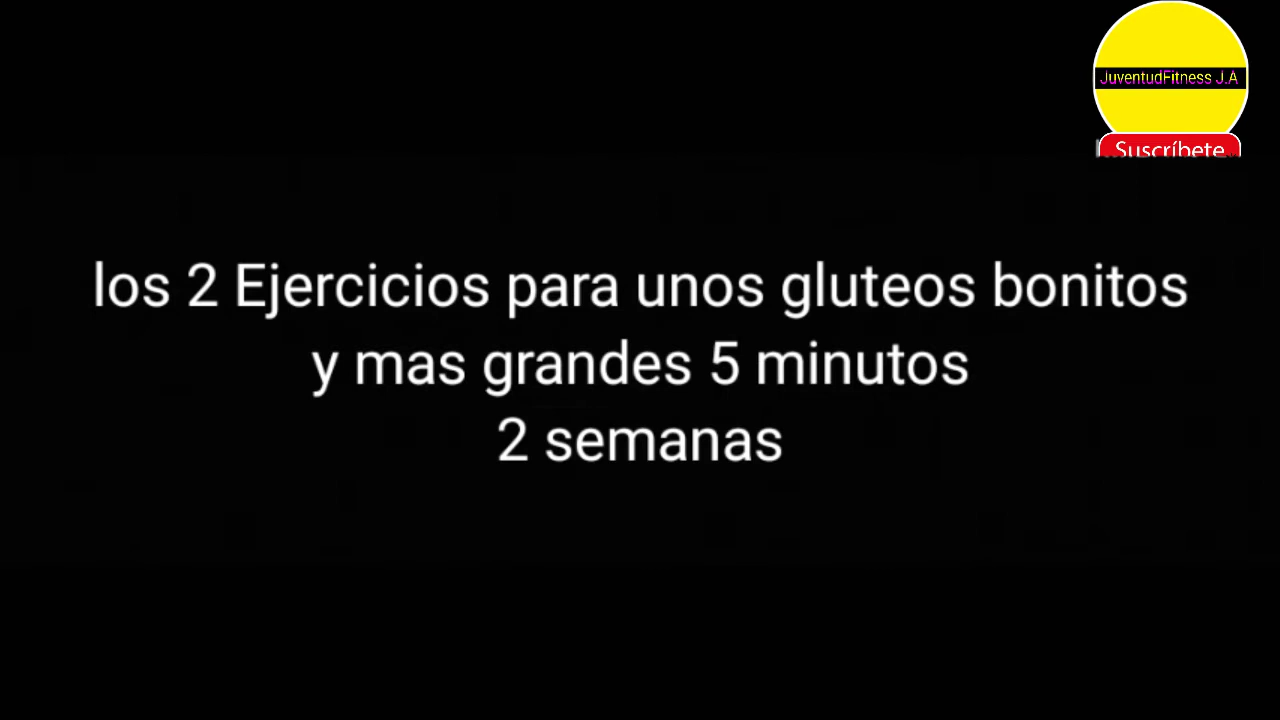 JuventudFitness J.A
Suscríbete
los 2 Ejercicios para unos gluteos bonitos
y mas grandes 5 minutos
2 semanas